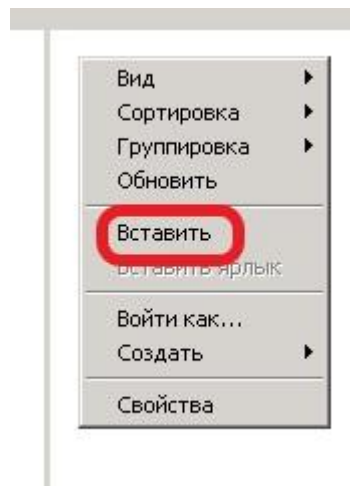 Вид
Сортировка
Группировка
Обновить
Вставить
Вставить ярлык
Войти как...
Создать
Свойства